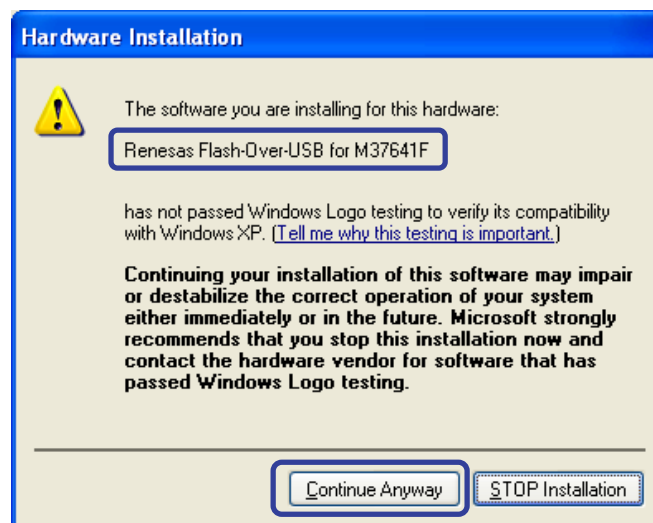 Hardware Installation
The software you are installing for this hardware:
Renesas Flash-Over-USB for M37641F
has not passed Windows Logo testing to verify its compatibility
with Windows XP. (Tell me why this testing is important.)
Continuing your installation of this software may impair
or destabilize the correct operation of your system
either immediately or in the future. Microsoft strongly
recommends that you stop this installation now and
contact the hardware vendor for software that has
passed Windows Logo testing.
Continue Anyway
STOP Installation